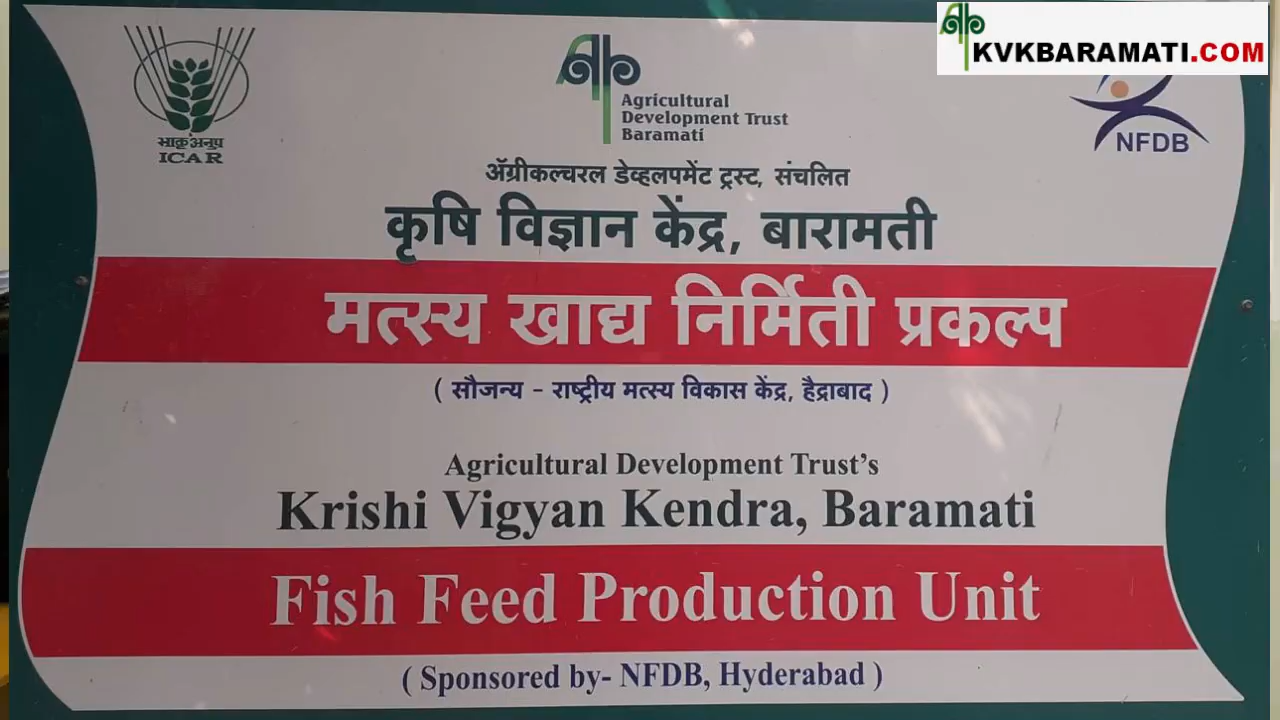 KVKBARAMATI.COM
भाकृअनुप
ICAR
Agricultural
Development Trust
Baramati
NFDB
ॲग्रीकल्चरल डेव्हलपमेंट ट्रस्ट, संचलित
कृषि विज्ञान केंद्र, बारामती
मत्स्य खाद्य निर्मिती प्रकल्प
( सौजन्य - राष्ट्रीय मत्स्य विकास केंद्र, हैद्राबाद )
Agricultural Development Trust's
Krishi Vigyan Kendra, Baramati
Fish Feed Production Unit
( Sponsored by- NFDB, Hyderabad )